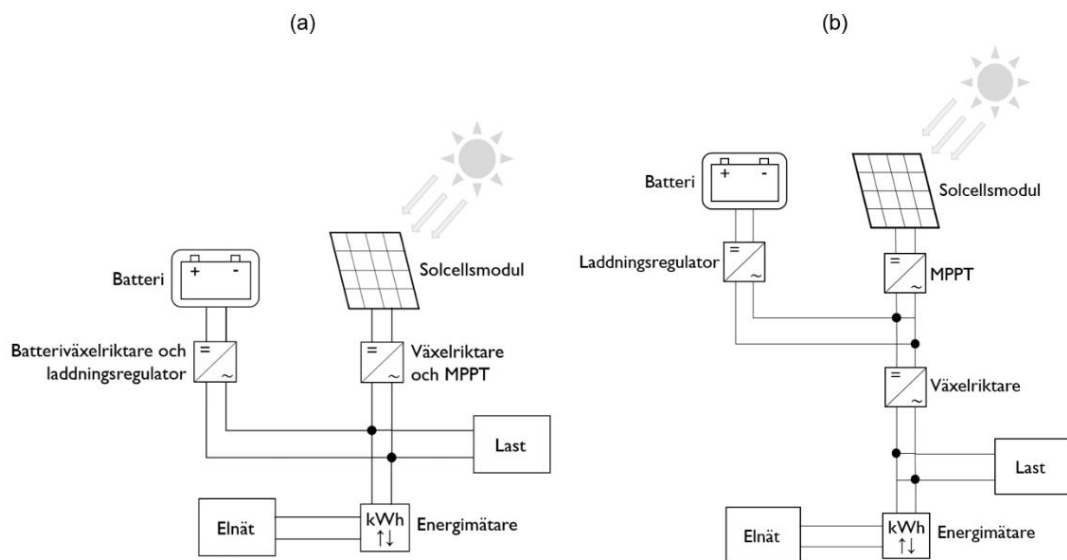 (a)
Batteri
+ -
Solcellsmodul
Batteriväxelriktare och
laddningsregulator
= ~
= ~
Växelriktare
och MPPT
Last
Elnät
kWh
↑↓
Energimätare
(b)
Batteri
+ -
Solcellsmodul
Laddningsregulator
= ~
= ~
MPPT
= ~
Växelriktare
Last
Elnät
kWh
↑↓
Energimätare